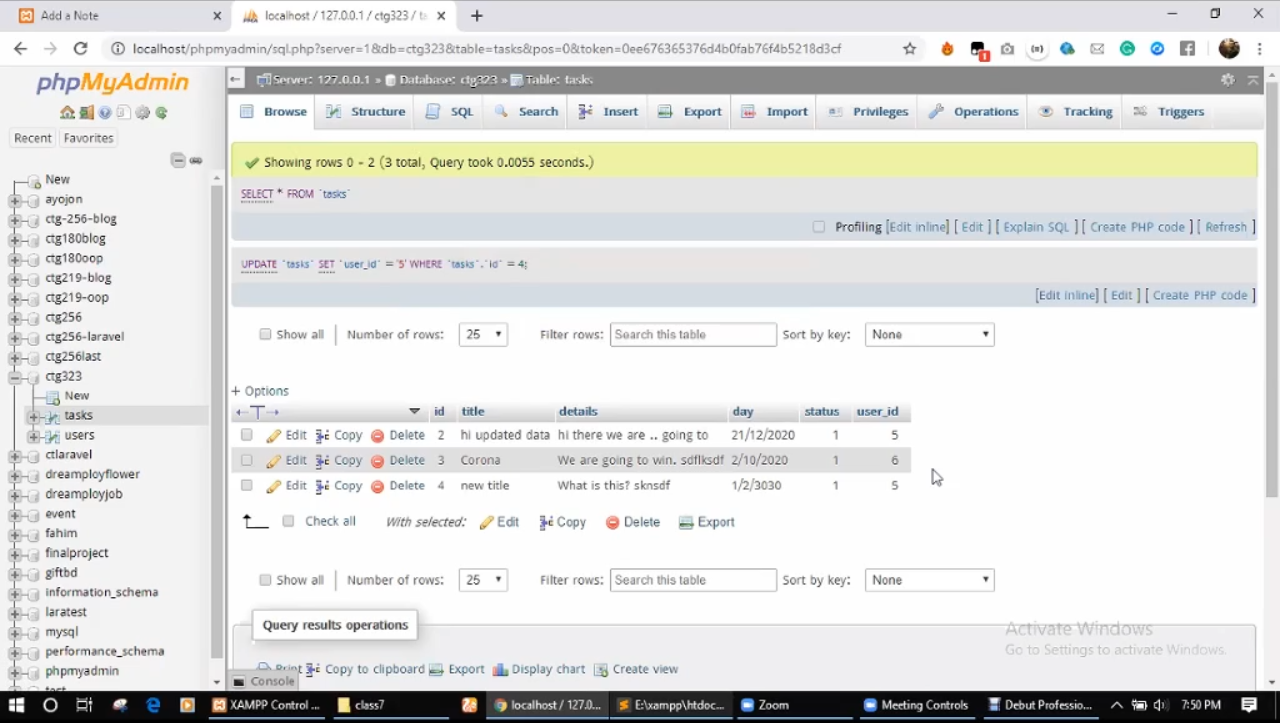 Add a Note
localhost / 127.0.0.1 / ctg323 / ta
localhost/phpmyadmin/sql.php?server=1&db=ctg323&table=tasks&pos=0&token=0ee676365376d4b0fab76f4b5218d3cf
1
phpMyAdmin
Recent
Favorites
New
ayojon
ctg-256-blog
ctg180blog
ctg180oop
ctg219-blog
ctg219-oop
ctg256
ctg256-laravel
ctg256last
ctg323
New
tasks
users
ctlaravel
dreamployflower
dreamployjob
event
fahim
finalproject
giftbd
information_schema
laratest
mysql
performance_schema
phpmyadmin
Server: 127.0.0.1 » Database: ctg323 » Table: tasks
Browse Structure SQL Search Insert Export Import Privileges Operations Tracking Triggers
Showing rows 0 - 2 (3 total, Query took 0.0055 seconds.)
SELECT * FROM `tasks`
Profiling [Edit inline] [ Edit ] [ Explain SQL ] [ Create PHP code ] [ Refresh ]
UPDATE `tasks` SET `user_id` = '5' WHERE `tasks`.`id` = 4;
[Edit inline] [ Edit ] [ Create PHP code ]
Show all Number of rows: 25 Filter rows: Search this table Sort by key: None
+ Options
←T→ id title details day status user_id
Edit Copy Delete 2 hi updated data hi there we are .. going to 21/12/2020 1 5
Edit Copy Delete 3 Corona We are going to win. sdflksdf 2/10/2020 1 6
Edit Copy Delete 4 new title What is this? sknsdf 1/2/3030 1 5
Check all With selected: Edit Copy Delete Export
Show all Number of rows: 25 Filter rows: Search this table Sort by key: None
Query results operations
Print Copy to clipboard Export Display chart Create view
Console
Activate Windows
Go to Settings to activate Windows.
XAMPP Control ...
class7
localhost / 127.0....
E:\xampp\htdoc...
Zoom
Meeting Controls
Debut Professio...
7:50 PM